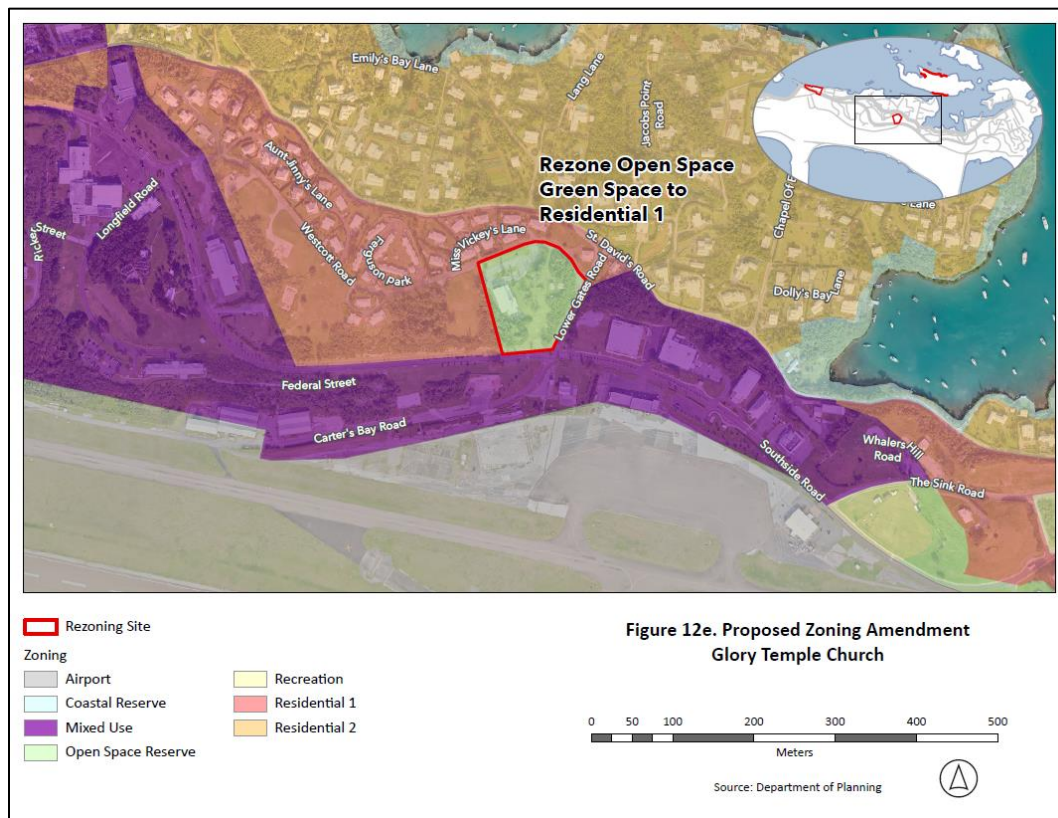 Emily's Bay Lane
Lang Lane
Jacobs Point
Road
Rezone Open Space
Green Space to
Residential 1
Chapel Of
Lane
Aunt Jinny's Lane
Longfield Road
Street
Westcott Road
Ferguson Park
Miss Vickey's Lane
St. David's Road
Lower Gates Road
Dolly's Bay Lane
Federal Street
Carter's Bay Road
Southside Road
Whalers Hill
Road
The Sink Road
Rezoning Site
Zoning
Airport
Coastal Reserve
Mixed Use
Open Space Reserve
Recreation
Residential 1
Residential 2
Figure 12e. Proposed Zoning Amendment
Glory Temple Church
0 50 100 200 300 400 500
Meters
Source: Department of Planning